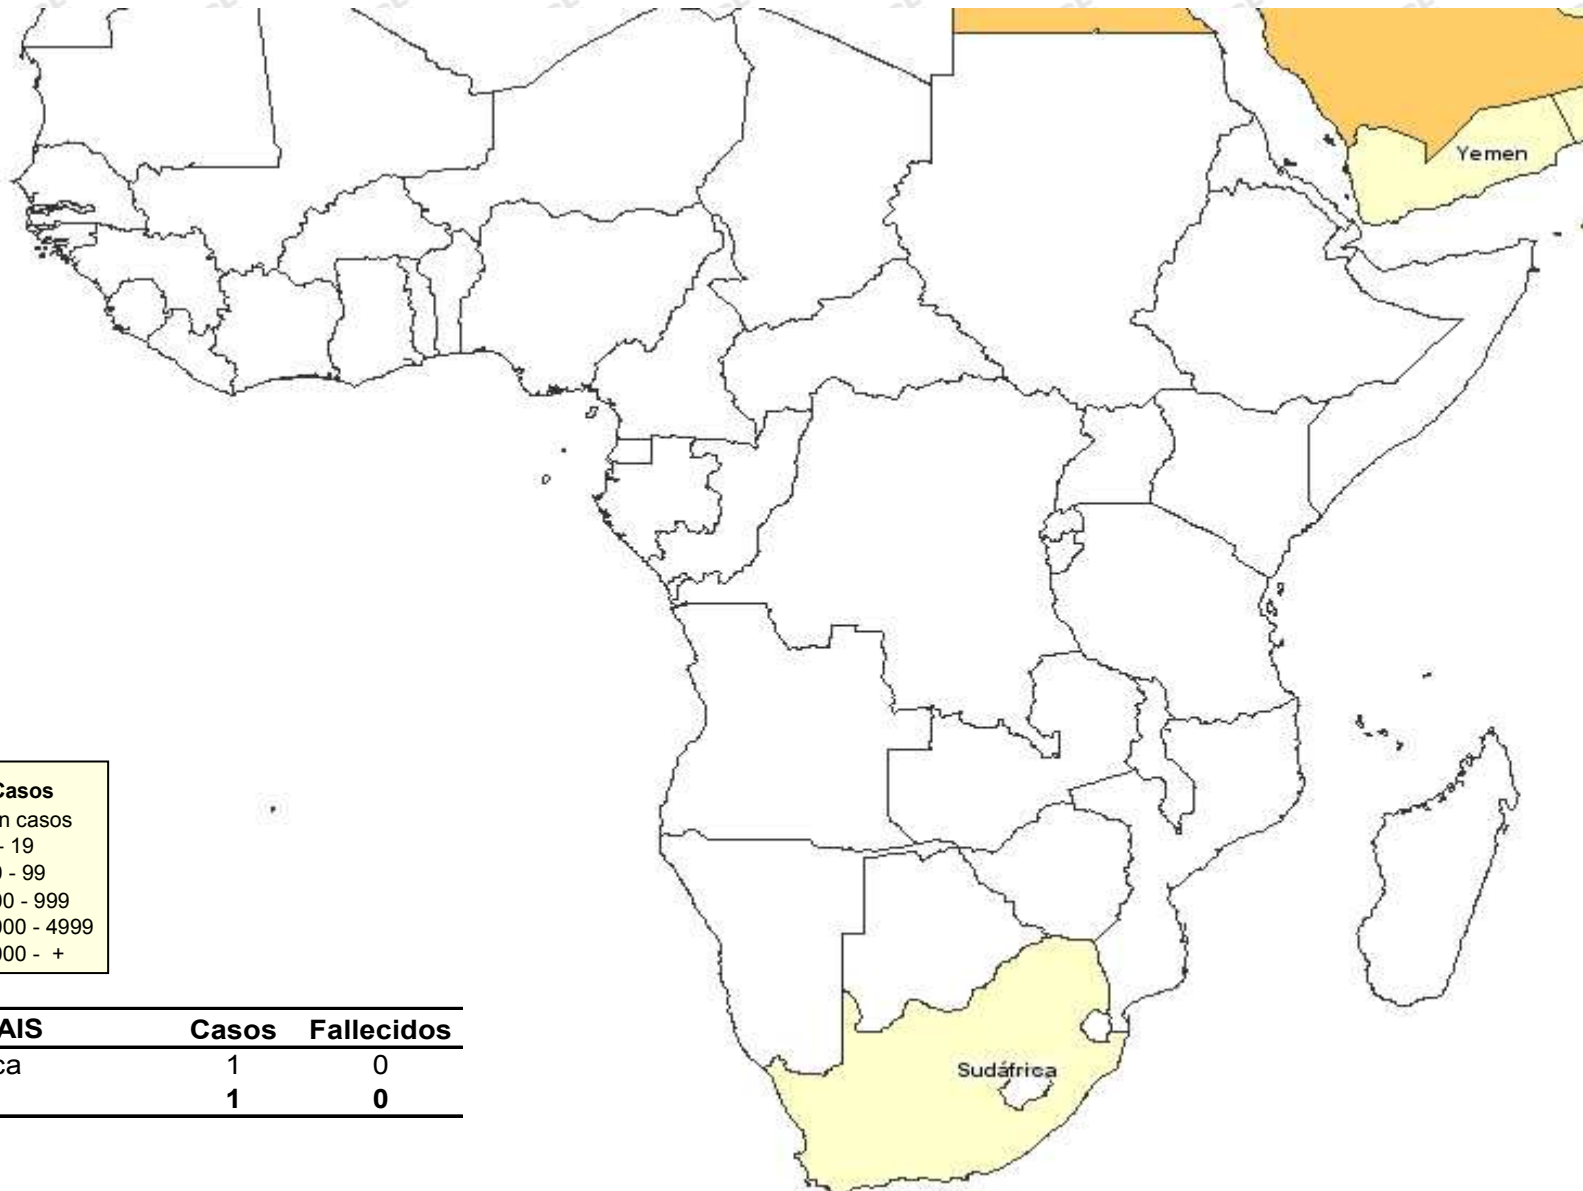 Yemen
Casos
n casos
- 19
0 - 99
00 - 999
000 - 4999
000 - +
AIS Casos Fallecidos
ca 1 0
1 0
Sudáfrica